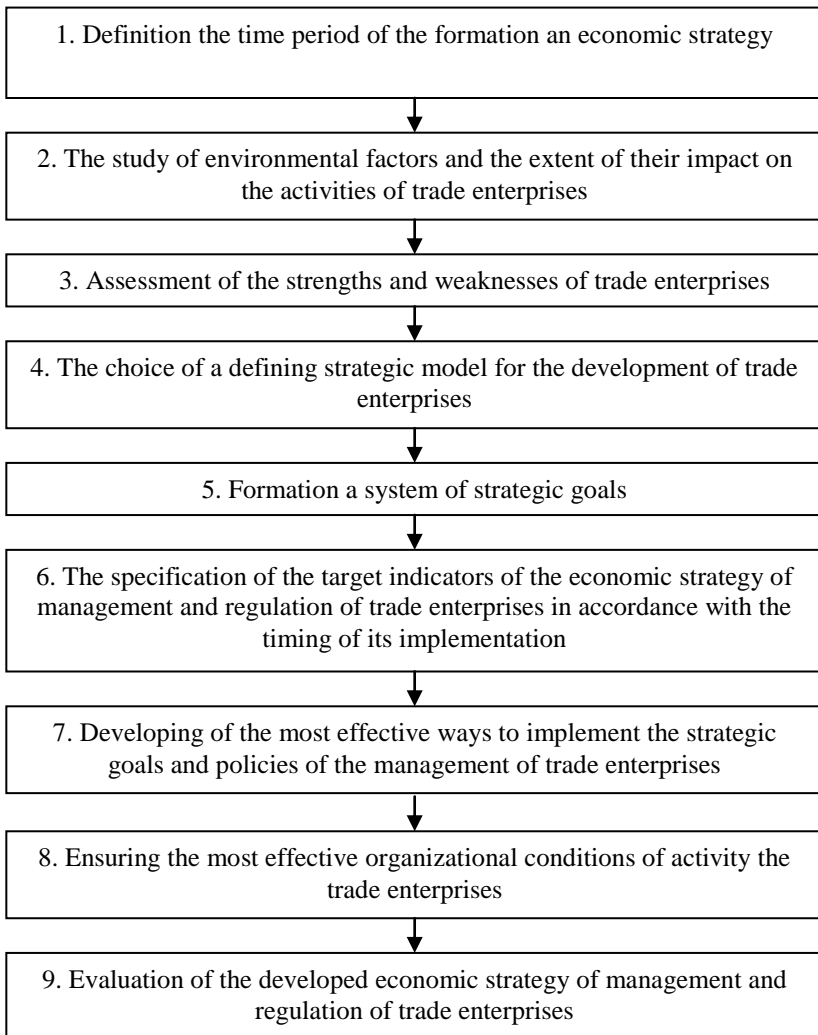 1. Definition the time period of the formation an economic strategy
2. The study of environmental factors and the extent of their impact on
the activities of trade enterprises
3. Assessment of the strengths and weaknesses of trade enterprises
4. The choice of a defining strategic model for the development of trade
enterprises
5. Formation a system of strategic goals
6. The specification of the target indicators of the economic strategy of
management and regulation of trade enterprises in accordance with the
timing of its implementation
7. Developing of the most effective ways to implement the strategic
goals and policies of the management of trade enterprises
8. Ensuring the most effective organizational conditions of activity the
trade enterprises
9. Evaluation of the developed economic strategy of management and
regulation of trade enterprises